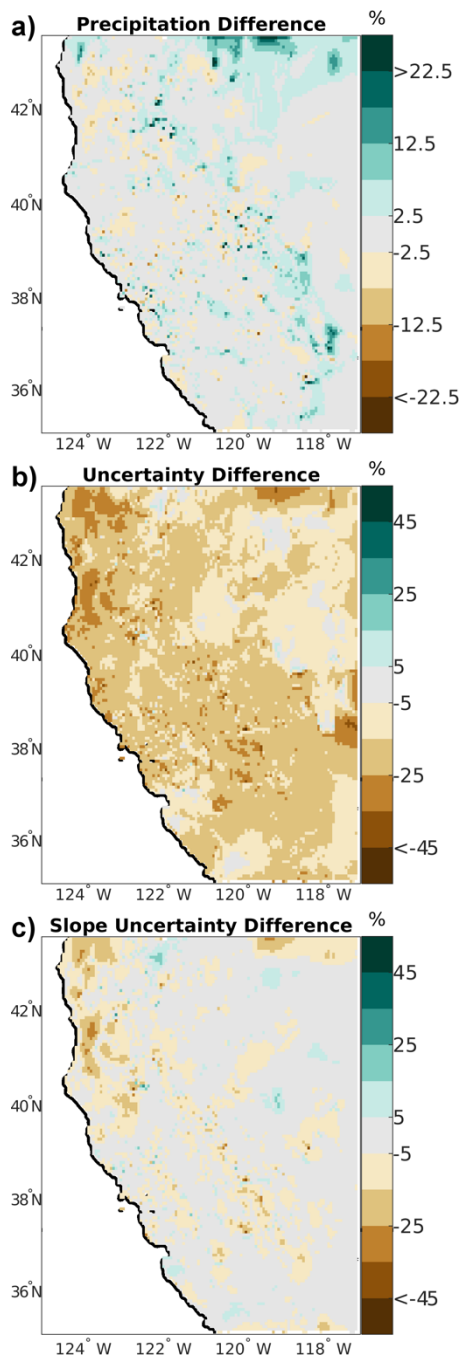 a) Precipitation Difference
%
>22.5
12.5
2.5
-2.5
-12.5
<-22.5
42°N
40°N
38°N
36°N
124° W 122° W 120° W 118° W
b) Uncertainty Difference
%
45
25
5
-5
-25
<-45
42°N
40°N
38°N
36°N
124° W 122° W 120° W 118° W
c) Slope Uncertainty Difference
%
45
25
5
-5
-25
<-45
42°N
40°N
38°N
36°N
124° W 122° W 120° W 118° W